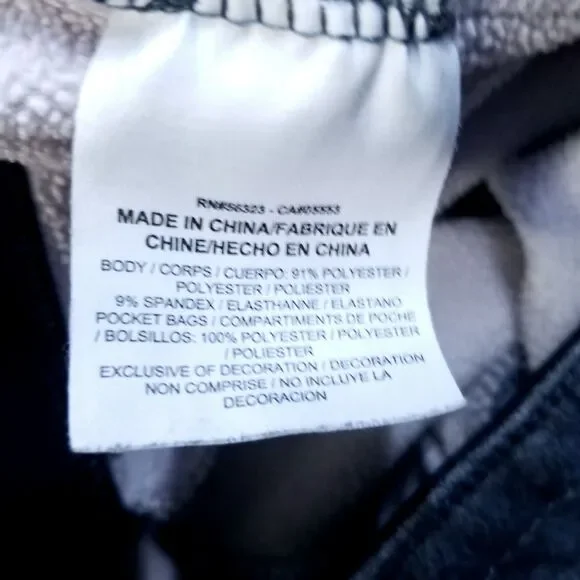 RN#56323 - CA#05553
MADE IN CHINA/FABRIQUE EN
CHINE/HECHO EN CHINA
BODY / CORPS / CUERPO: 91% POLYESTER /
POLYESTER / POLIESTER
9% SPANDEX / ELASTHANNE / ELASTANO
POCKET BAGS / COMPARTIMENTS DE POCHE
/ BOLSILLOS: 100% POLYESTER / POLYESTER
/ POLIESTER
EXCLUSIVE OF DECORATION / DECORATION
NON COMPRISE / NO INCLUYE LA
DECORACION